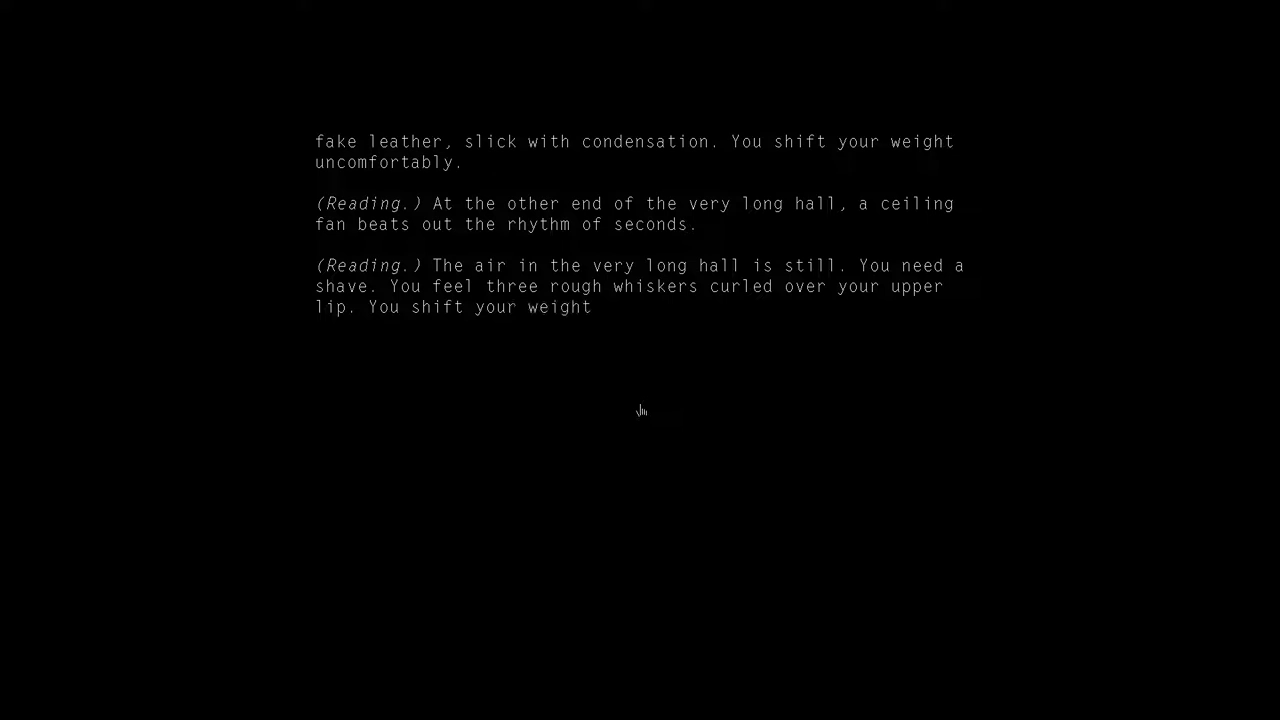 fake leather, slick with condensation. You shift your weight
uncomfortably.
(Reading.) At the other end of the very long hall, a ceiling
fan beats out the rhythm of seconds.
(Reading.) The air in the very long hall is still. You need a
shave. You feel three rough whiskers curled over your upper
lip. You shift your weight